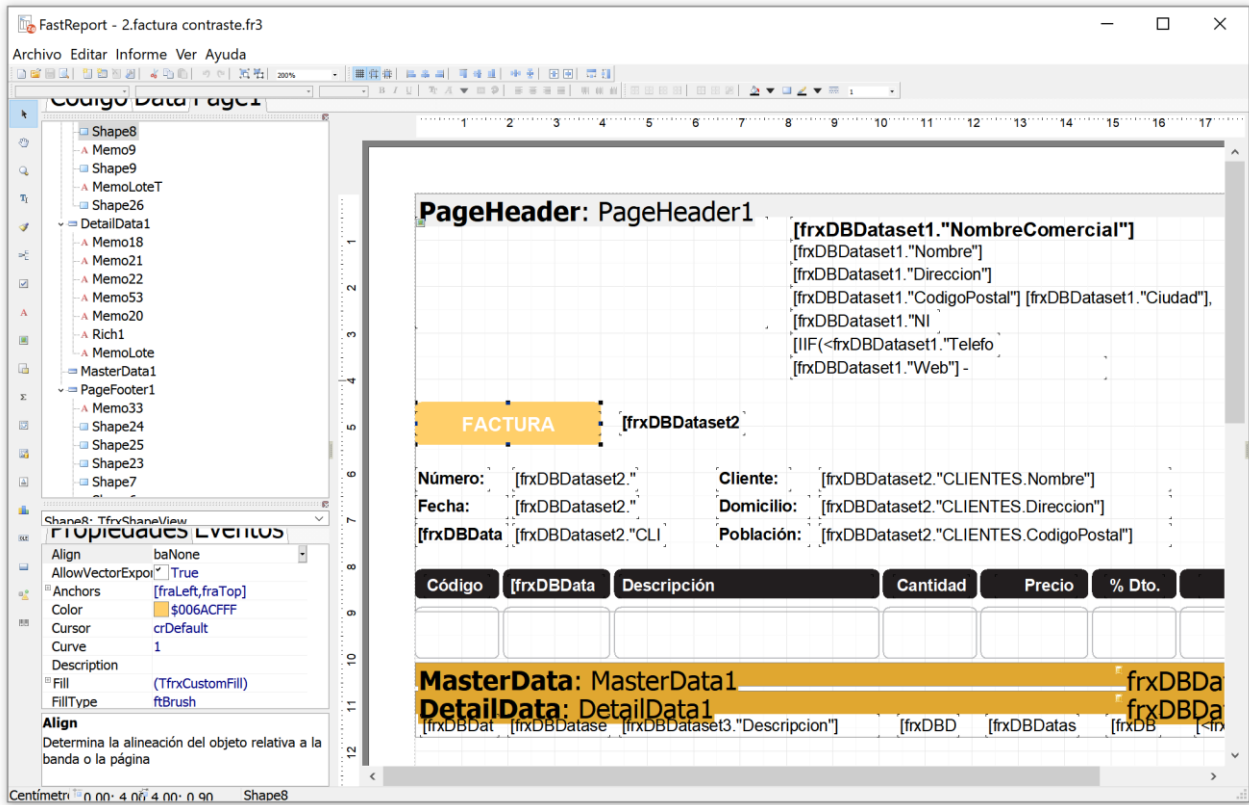 FastReport - 2.factura contraste.fr3
Archivo Editar Informe Ver Ayuda
200%
B I U
1
Código Data Page1
Shape8
Memo9
Shape9
MemoLoteT
Shape26
DetailData1
Memo18
Memo21
Memo22
Memo53
Memo20
Rich1
MemoLote
MasterData1
PageFooter1
Memo33
Shape24
Shape25
Shape23
Shape7
Shape8: TfrxShapeView
Propiedades Eventos
Align baNone
AllowVectorExpor True
Anchors [fraLeft,fraTop]
Color $006ACFFF
Cursor crDefault
Curve 1
Description
Fill (TfrxCustomFill)
FillType ftBrush
Align
Determina la alineación del objeto relativa a la
banda o la página
1 2 3 4 5 6 7 8 9 10 11 12 13 14 15 16 17
1
2
3
4
5
6
7
8
9
10
11
12
PageHeader: PageHeader1
[frxDBDataset1."NombreComercial"]
[frxDBDataset1."Nombre"]
[frxDBDataset1."Direccion"]
[frxDBDataset1."CodigoPostal"] [frxDBDataset1."Ciudad"],
[frxDBDataset1."NI
[IIF(<frxDBDataset1."Telefo
[frxDBDataset1."Web"] -
FACTURA [frxDBDataset2
Número: [frxDBDataset2." Cliente: [frxDBDataset2."CLIENTES.Nombre"]
Fecha: [frxDBDataset2." Domicilio: [frxDBDataset2."CLIENTES.Direccion"]
[frxDBData [frxDBDataset2."CLI Población: [frxDBDataset2."CLIENTES.CodigoPostal"]
Código [frxDBData Descripción Cantidad Precio % Dto.
MasterData: MasterData1 frxDBDa
DetailData: DetailData1 frxDBDa
[frxDBDat [frxDBDatase [frxDBDataset3."Descripcion"] [frxDBD [frxDBDatas [frxDB [<frx
Centímetr 0,00; 4,00 4,00; 0,90 Shape8